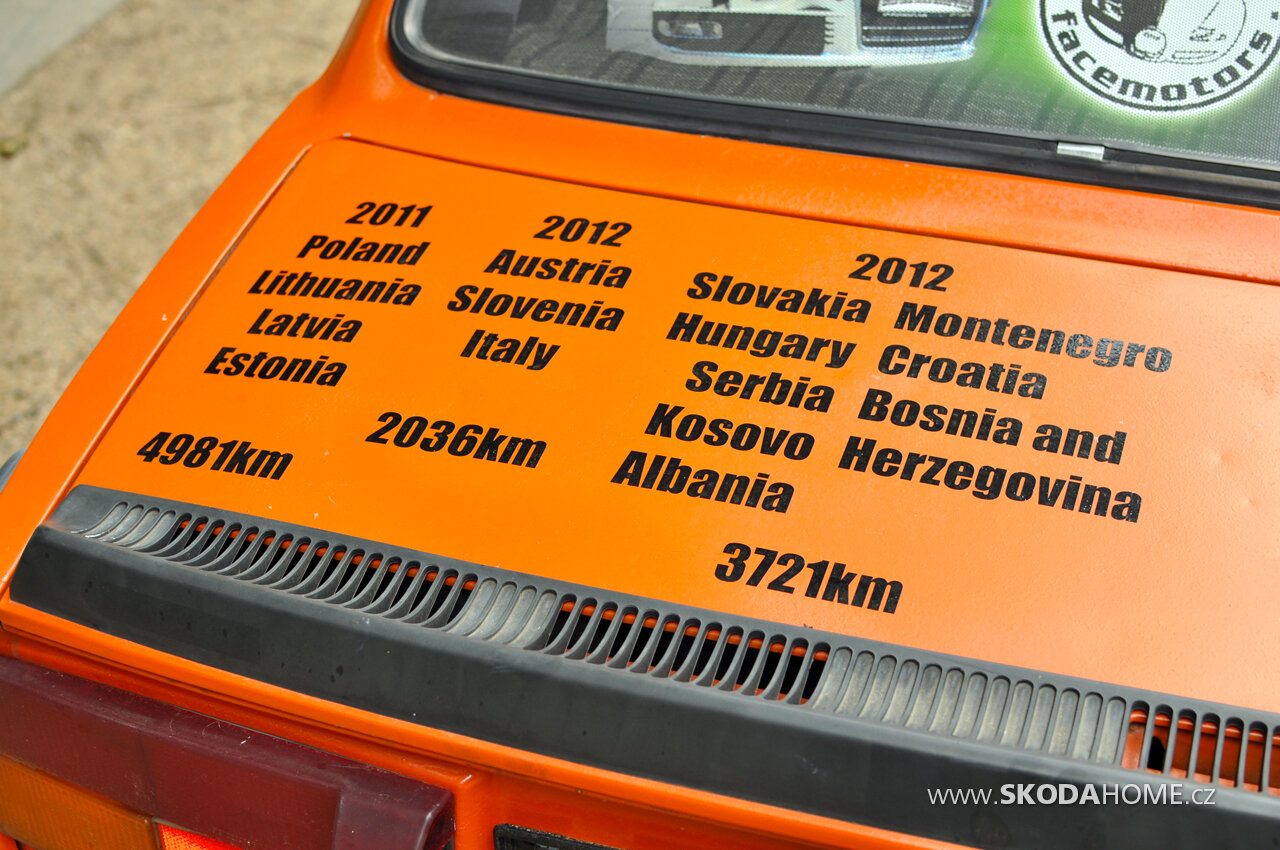 facemotors
2011
Poland
Lithuania
Latvia
Estonia
4981km
2012
Austria
Slovenia
Italy
2036km
2012
Slovakia
Hungary
Serbia
Kosovo
Albania
Montenegro
Croatia
Bosnia and
Herzegovina
3721km
www.SKODAHOME.cz